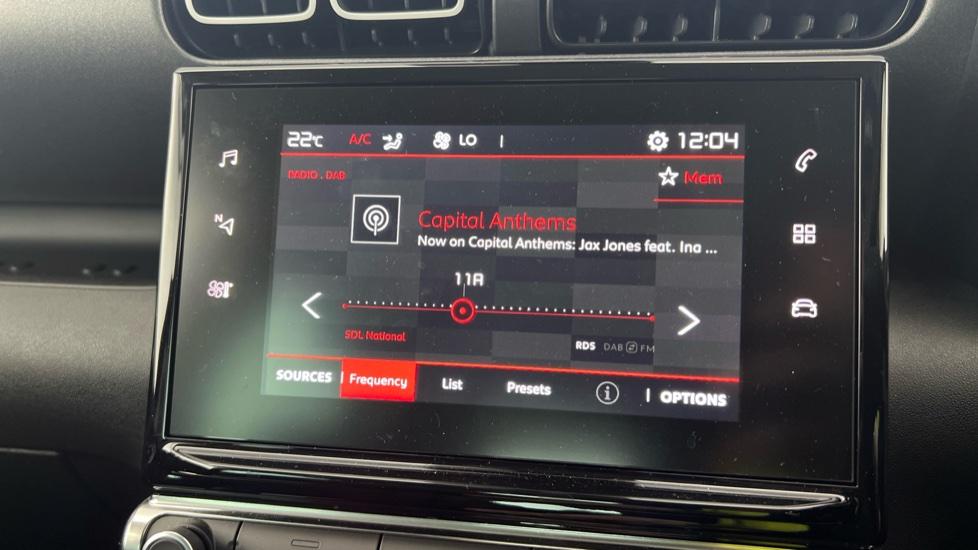 22°C A/C LO 12:04
RADIO . DAB
Mem
Capital Anthems
Now on Capital Anthems: Jax Jones feat. Ina ...
11A
SDL National
RDS DAB FM
SOURCES Frequency List Presets i OPTIONS
N